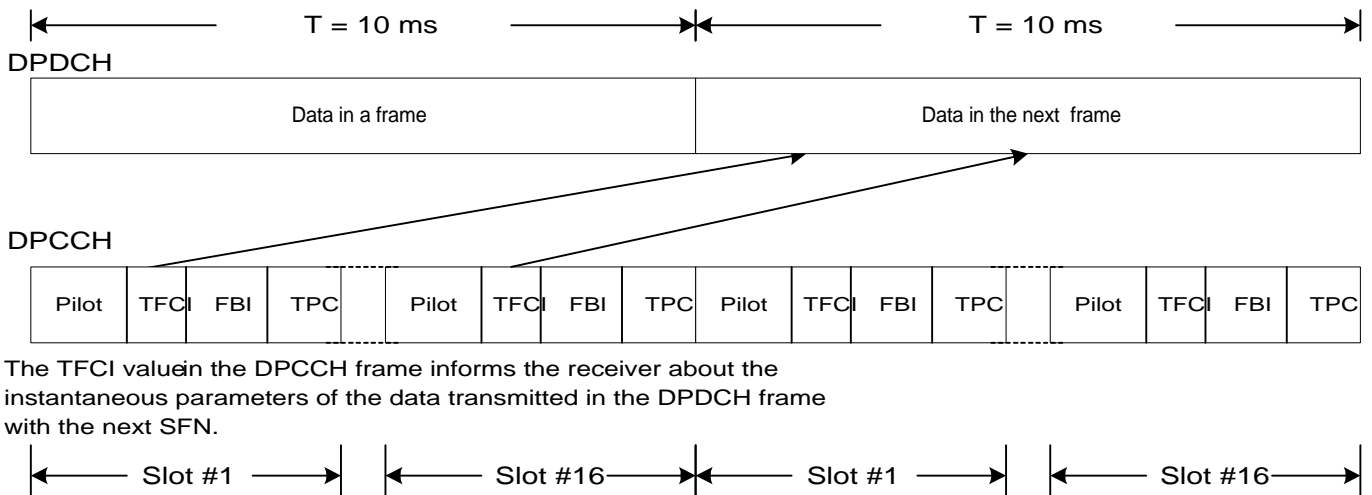 T = 10 ms T = 10 ms
DPDCH
Data in a frame Data in the next frame
DPCCH
Pilot TFCI FBI TPC Pilot TFCI FBI TPC Pilot TFCI FBI TPC Pilot TFCI FBI TPC
The TFCI value in the DPCCH frame informs the receiver about the
instantaneous parameters of the data transmitted in the DPDCH frame
with the next SFN.
Slot #1 Slot #16 Slot #1 Slot #16